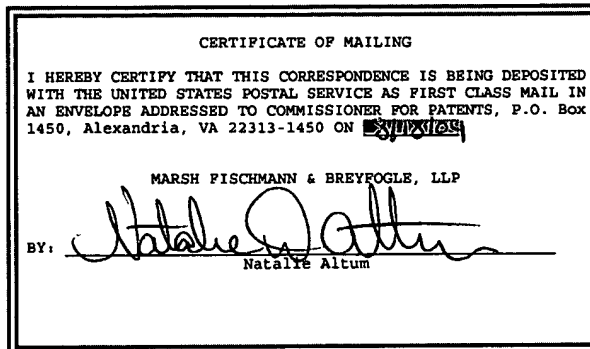 CERTIFICATE OF MAILING
I HEREBY CERTIFY THAT THIS CORRESPONDENCE IS BEING DEPOSITED
WITH THE UNITED STATES POSTAL SERVICE AS FIRST CLASS MAIL IN
AN ENVELOPE ADDRESSED TO COMMISSIONER FOR PATENTS, P.O. Box
1450, Alexandria, VA 22313-1450 ON
MARSH FISCHMANN & BREYFOGLE, LLP
BY:
Natalie Altum